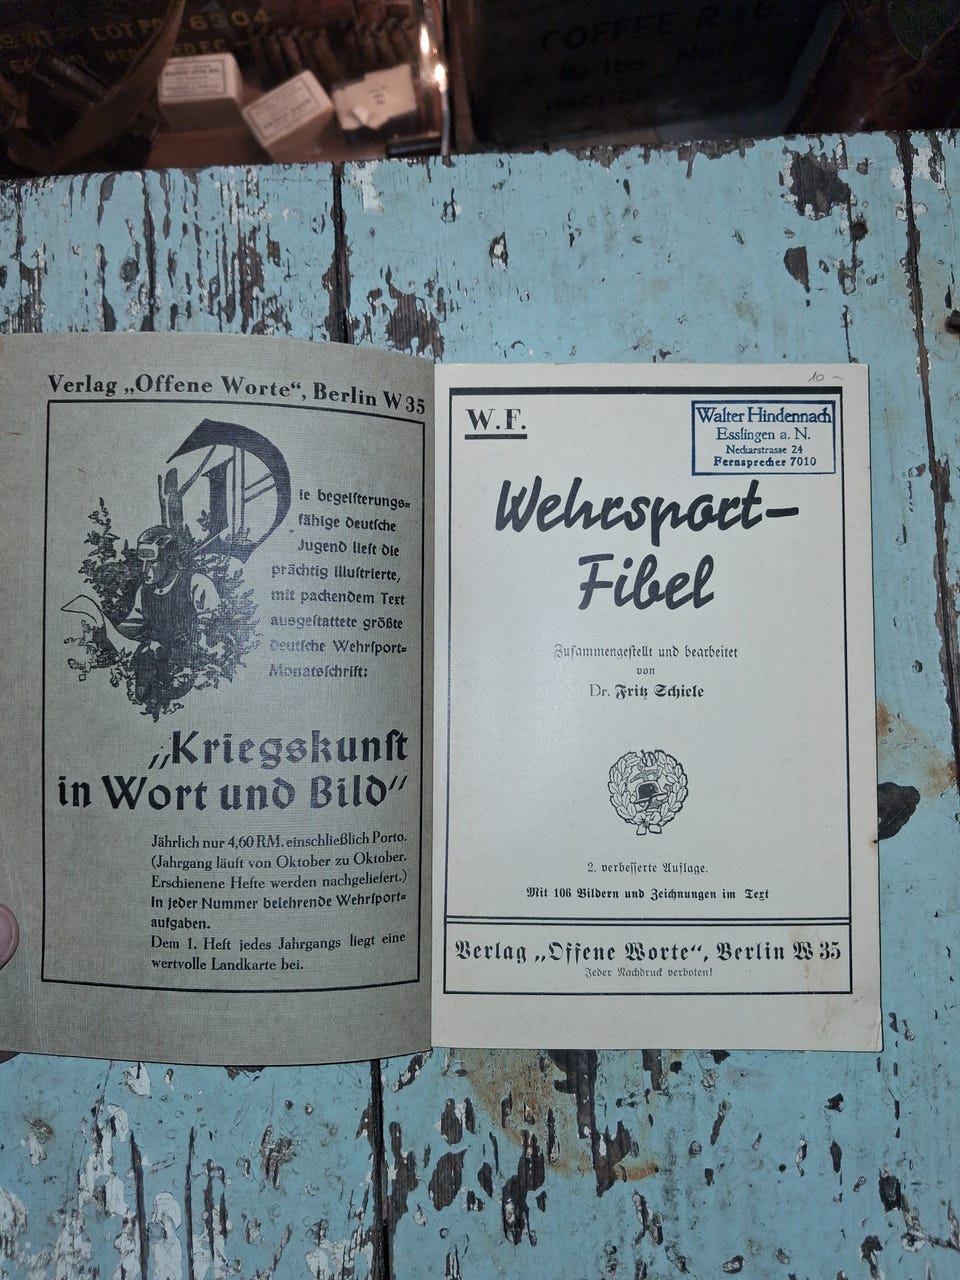 LOT
6304
COFFEE
Verlag „Offene Worte“, Berlin W 35
Die begeisterungs=
fähige deutsche
Jugend liest die
prächtig illustrierte,
mit packendem Text
ausgestattete größte
deutsche Wehrsport=
Monatsschrift:
„Kriegskunst
in Wort und Bild“
Jährlich nur 4,60 RM. einschließlich Porto.
(Jahrgang läuft von Oktober zu Oktober.
Erschienene Hefte werden nachgeliefert.)
In jeder Nummer belehrende Wehrsport=
aufgaben.
Dem 1. Heft jedes Jahrgangs liegt eine
wertvolle Landkarte bei.
10 –
W.F.
Walter Hindennach
Esslingen a. N.
Neckarstrasse 24
Fernsprecher 7010
Wehrsport–
Fibel
Zusammengestellt und bearbeitet
von
Dr. Fritz Schiele
2. verbesserte Auflage.
Mit 106 Bildern und Zeichnungen im Text
Verlag „Offene Worte“, Berlin W 35
Jeder Nachdruck verboten!